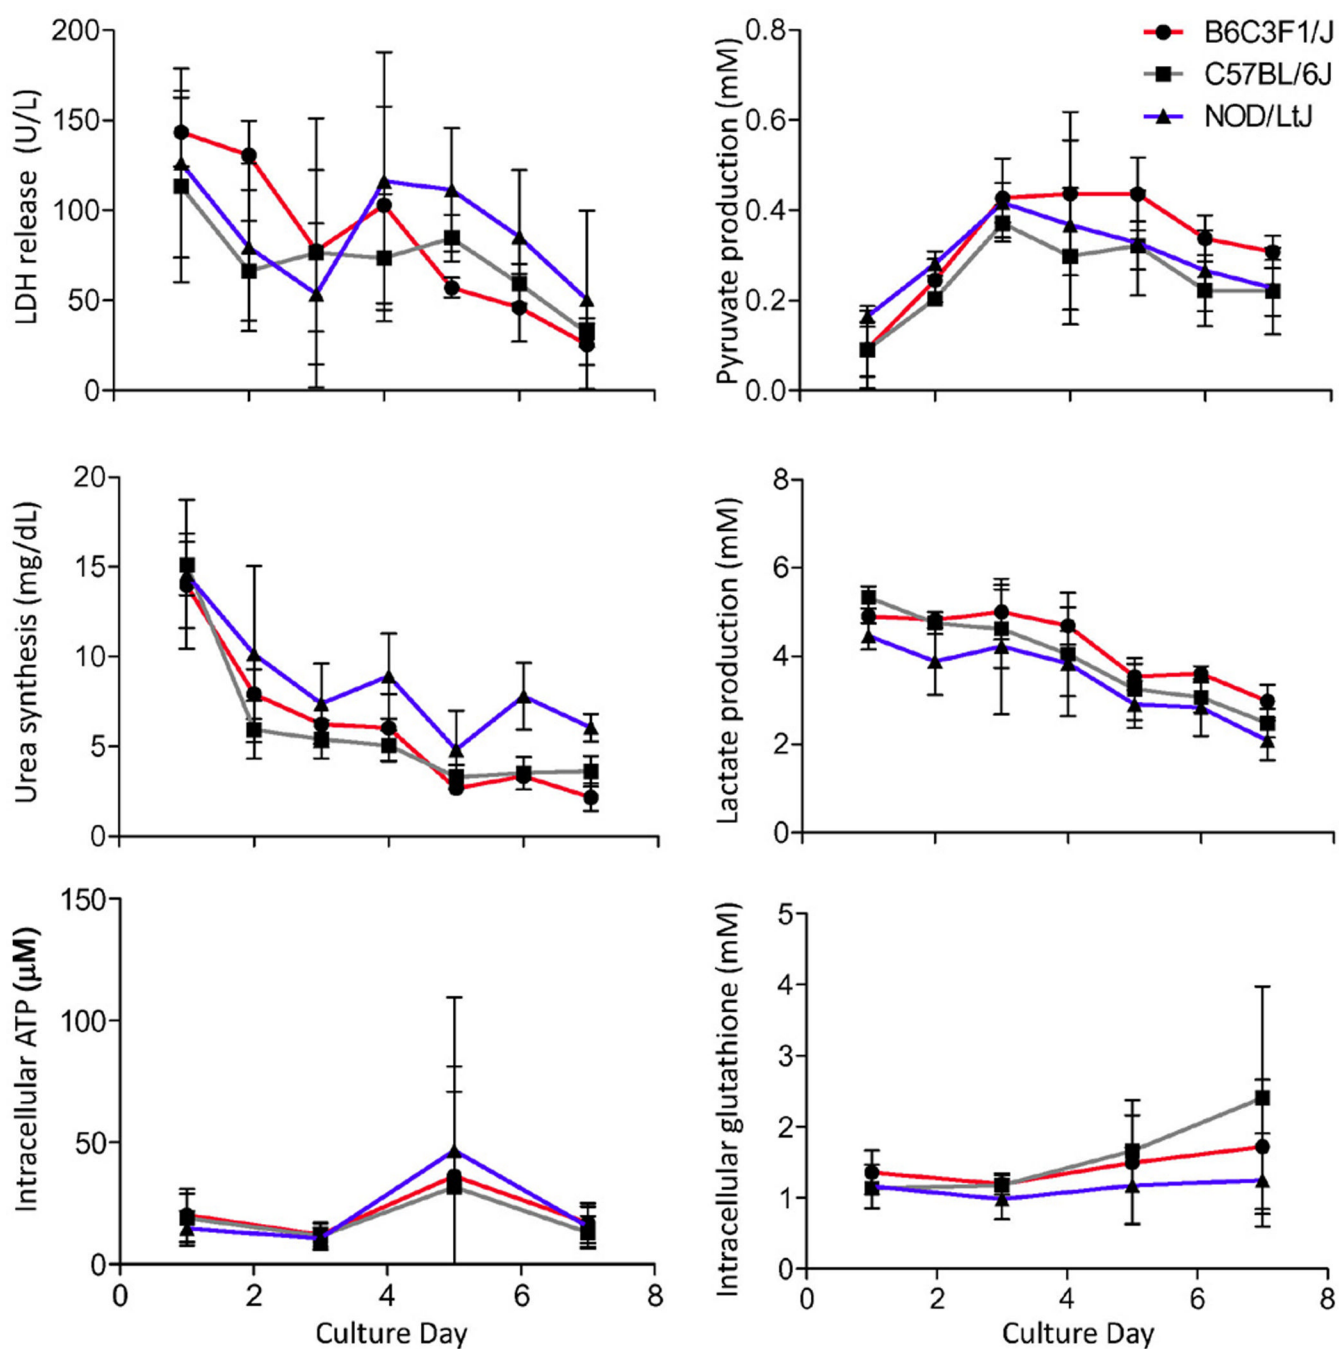 LDH release (U/L)
200
150
100
50
0
Pyruvate production (mM)
0.8
0.6
0.4
0.2
0.0
B6C3F1/J
C57BL/6J
NOD/LtJ
Urea synthesis (mg/dL)
20
15
10
5
0
Lactate production (mM)
8
6
4
2
0
Intracellular ATP (μM)
150
100
50
0
0 2 4 6 8
Culture Day
Intracellular glutathione (mM)
5
4
3
2
1
0
0 2 4 6 8
Culture Day